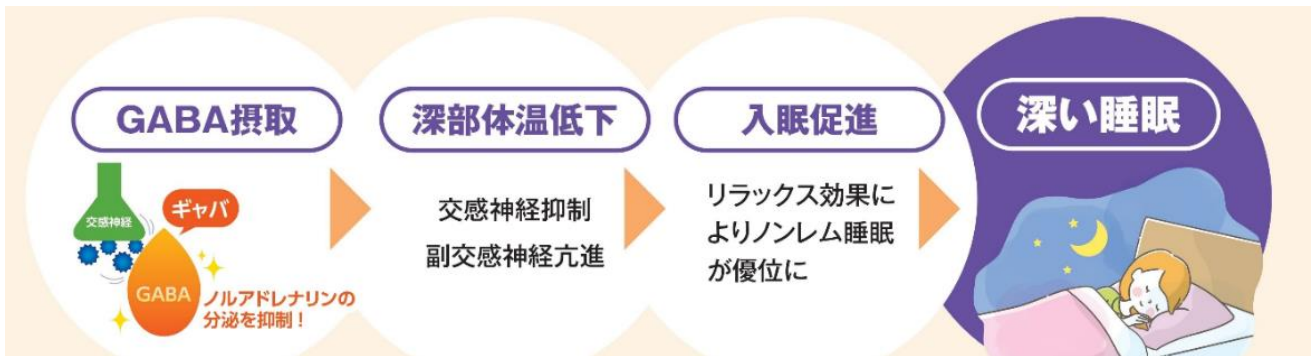 GABA摂取
交感神経
ギャバ
GABA
ノルアドレナリンの
分泌を抑制！
深部体温低下
交感神経抑制
副交感神経亢進
入眠促進
リラックス効果に
よりノンレム睡眠
が優位に
深い睡眠